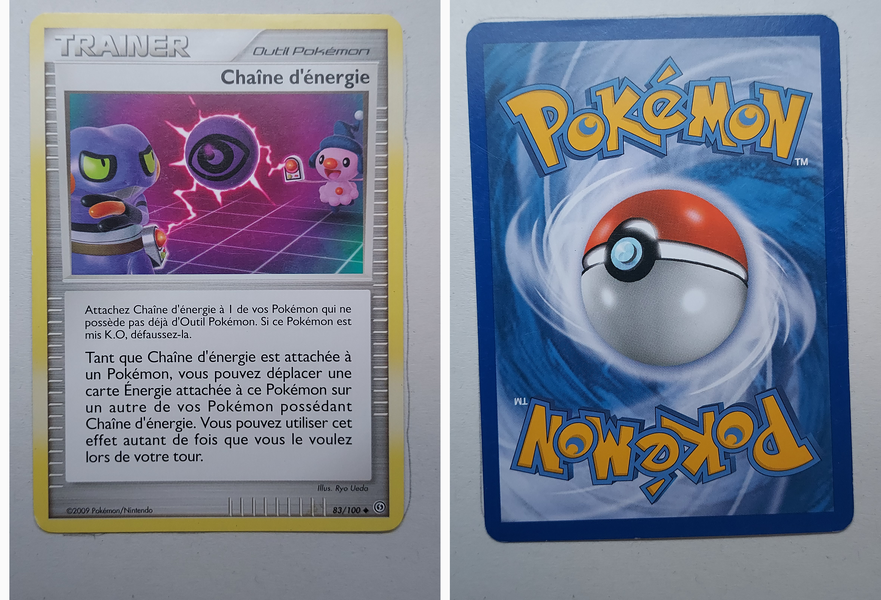 TRAINER
Outil Pokémon
Chaîne d'énergie
Attachez Chaîne d'énergie à 1 de vos Pokémon qui ne
possède pas déjà d'Outil Pokémon. Si ce Pokémon est
mis K.O, défaussez-la.
Tant que Chaîne d'énergie est attachée à
un Pokémon, vous pouvez déplacer une
carte Énergie attachée à ce Pokémon sur
un autre de vos Pokémon possédant
Chaîne d'énergie. Vous pouvez utiliser cet
effet autant de fois que vous le voulez
lors de votre tour.
Illus. Ryo Ueda
©2009 Pokémon/Nintendo
83/100
POKéMON
TM
TM
POKéMON